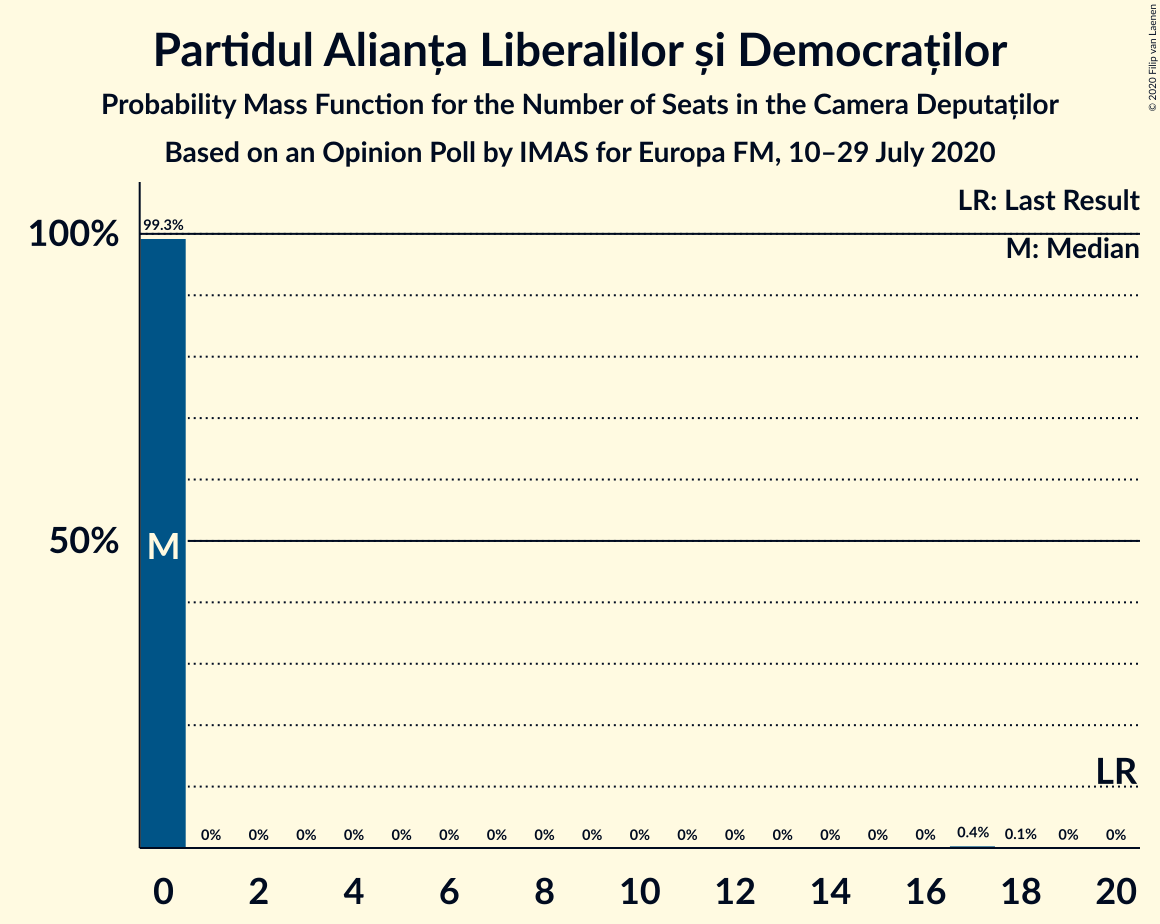 Partidul Alianța Liberalilor și Democraților
Probability Mass Function for the Number of Seats in the Camera Deputaților
Based on an Opinion Poll by IMAS for Europa FM, 10–29 July 2020
© 2020 Filip van Laenen
LR: Last Result
M: Median
100%
99.3%
50%
M
LR
0% 0% 0% 0% 0% 0% 0% 0% 0% 0% 0% 0% 0% 0% 0% 0% 0.4% 0.1% 0% 0%
0 2 4 6 8 10 12 14 16 18 20